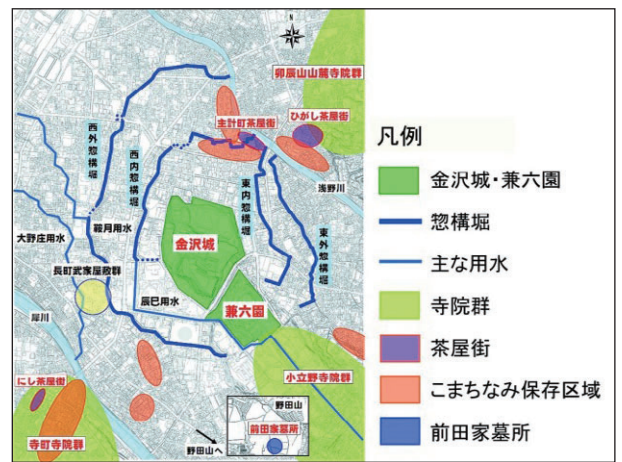 N
卯辰山山麓寺院群
ひがし茶屋街
主計町茶屋街
浅野川
西外惣構堀
西内惣構堀
東内惣構堀
東外惣構堀
鞍月用水
大野庄用水
長町武家屋敷群
金沢城
辰巳用水
兼六園
犀川
小立野寺院群
にし茶屋街
寺町寺院群
野田山
前田家墓所
野田山へ
凡例
金沢城・兼六園
惣構堀
主な用水
寺院群
茶屋街
こまちなみ保存区域
前田家墓所